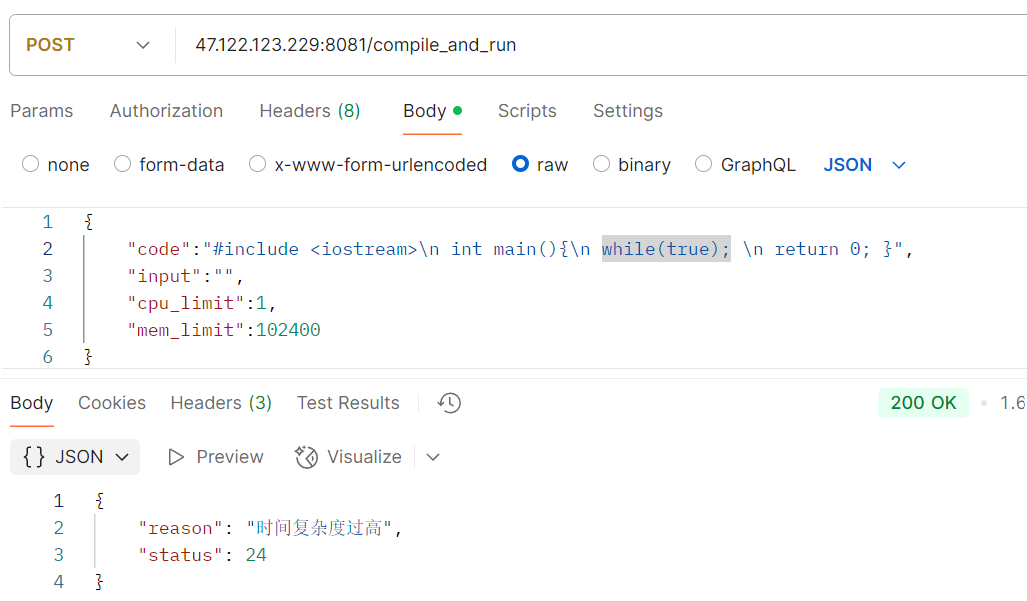 POST 47.122.123.229:8081/compile_and_run
Params Authorization Headers (8) Body Scripts Settings
none form-data x-www-form-urlencoded raw binary GraphQL JSON
1 {
2 "code":"#include <iostream>\n int main(){\n while(true); \n return 0; }",
3 "input":"",
4 "cpu_limit":1,
5 "mem_limit":102400
6 }
Body Cookies Headers (3) Test Results 200 OK • 1.6
{} JSON Preview Visualize
1 {
2 "reason": "时间复杂度过高",
3 "status": 24
4 }